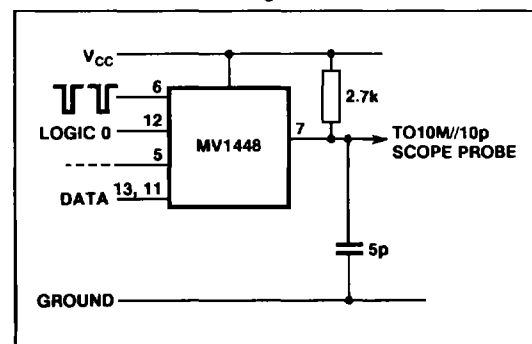 VCC
6
2.7k
LOGIC 0
12
MV1448
7
TO10M//10p
SCOPE PROBE
5
DATA
13, 11
5p
GROUND